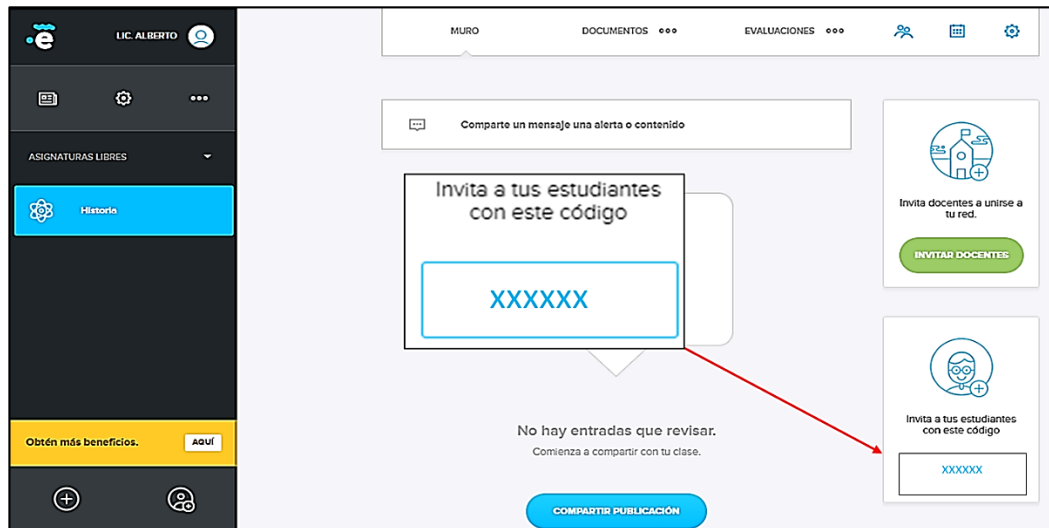 e
LIC. ALBERTO
ASIGNATURAS LIBRES
Historia
Obtén más beneficios.
AQUÍ
MURO
DOCUMENTOS
EVALUACIONES
Comparte un mensaje una alerta o contenido
Invita a tus estudiantes
con este código
XXXXXX
No hay entradas que revisar.
Comienza a compartir con tu clase.
COMPARTIR PUBLICACIÓN
Invita docentes a unirse a
tu red.
INVITAR DOCENTES
Invita a tus estudiantes
con este código
XXXXXX